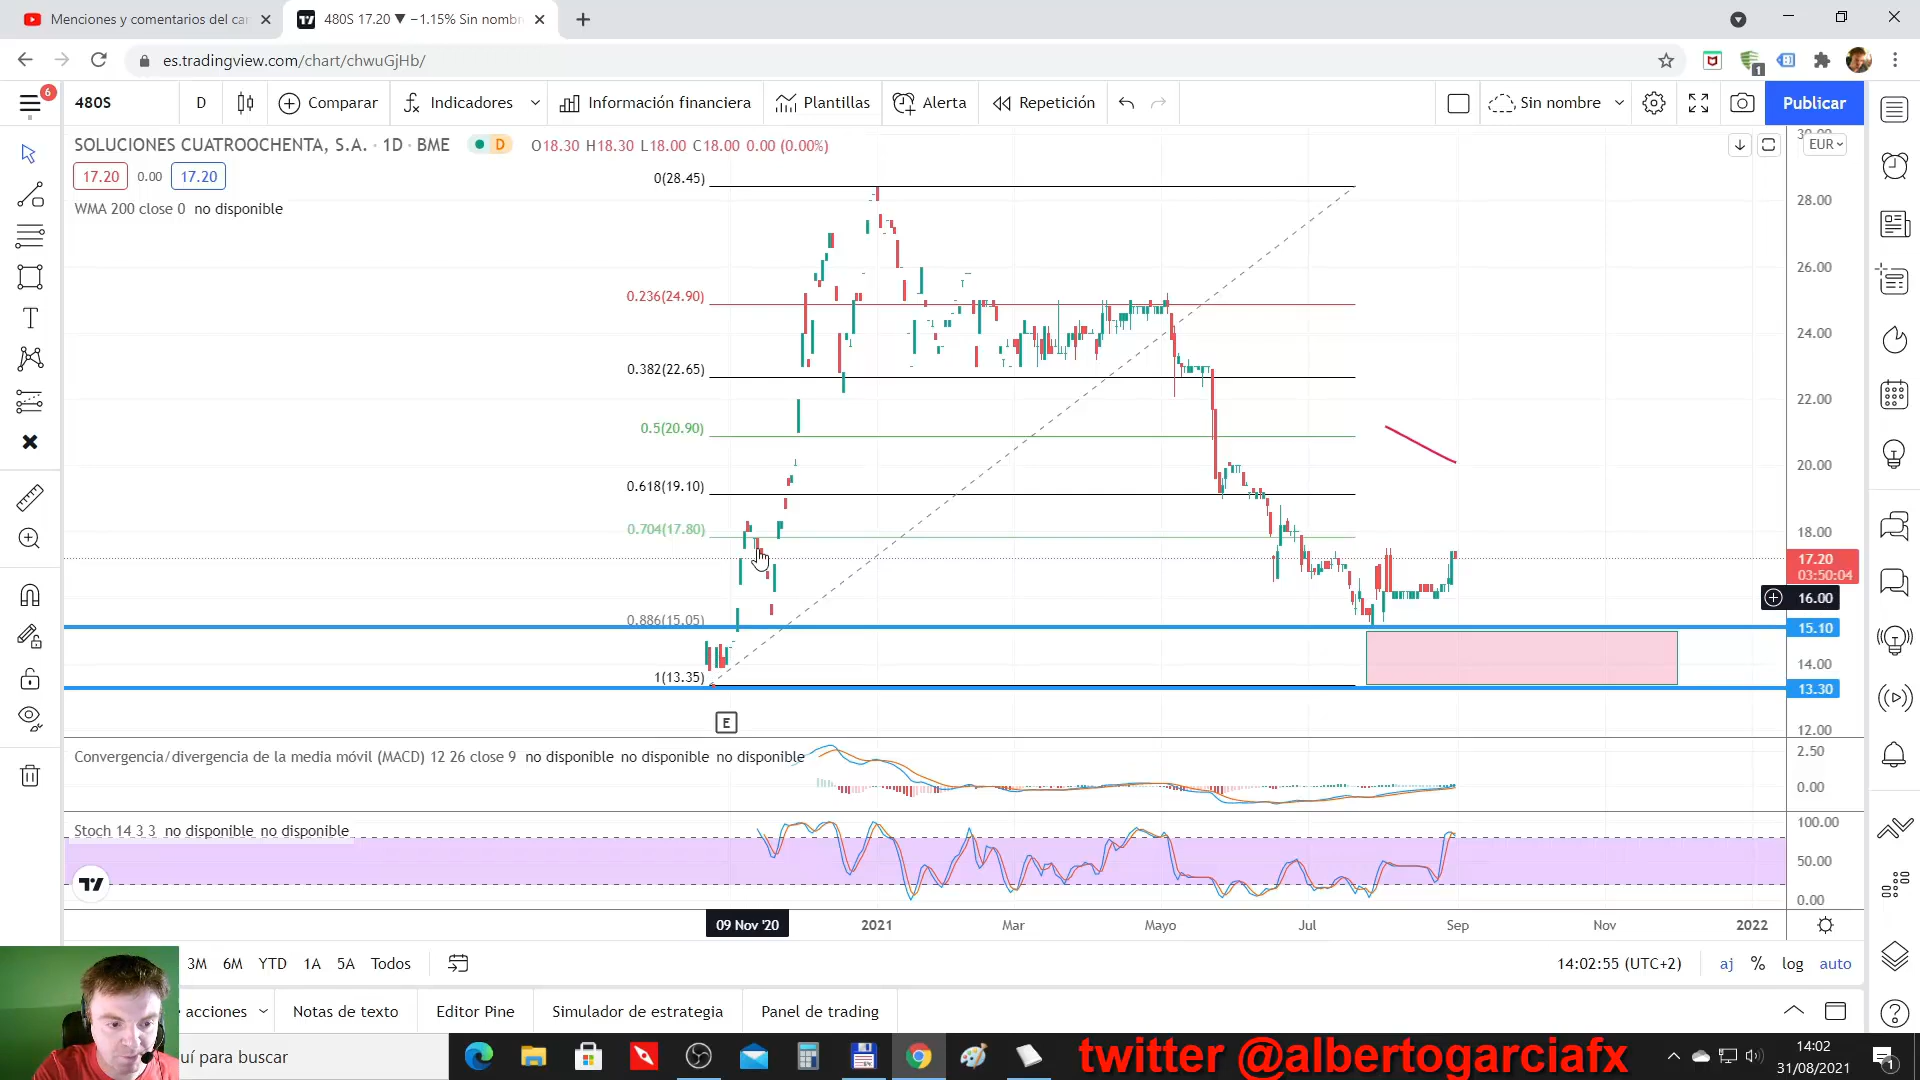 Menciones y comentarios del car
480S 17.20 ▼ −1.15% Sin nombr
es.tradingview.com/chart/chwuGjHb/
1
6
480S
D
Comparar
Indicadores
Información financiera
Plantillas
Alerta
Repetición
Sin nombre
Publicar
SOLUCIONES CUATROOCHENTA, S.A. · 1D · BME
D
O18.30 H18.30 L18.00 C18.00 0.00 (0.00%)
17.20
0.00
17.20
WMA 200 close 0 no disponible
EUR
30.00
28.00
26.00
24.00
22.00
20.00
18.00
17.20
03:50:04
16.00
15.10
14.00
13.30
12.00
0(28.45)
0.236(24.90)
0.382(22.65)
0.5(20.90)
0.618(19.10)
0.704(17.80)
0.886(15.05)
1(13.35)
E
Convergencia/divergencia de la media móvil (MACD) 12 26 close 9 no disponible no disponible no disponible
2.50
0.00
Stoch 14 3 3 no disponible no disponible
100.00
50.00
0.00
09 Nov '20
2021
Mar
Mayo
Jul
Sep
Nov
2022
3M 6M YTD 1A 5A Todos
14:02:55 (UTC+2)
aj % log auto
acciones
Notas de texto
Editor Pine
Simulador de estrategia
Panel de trading
uí para buscar
twitter @albertogarciafx
14:02
31/08/2021
1